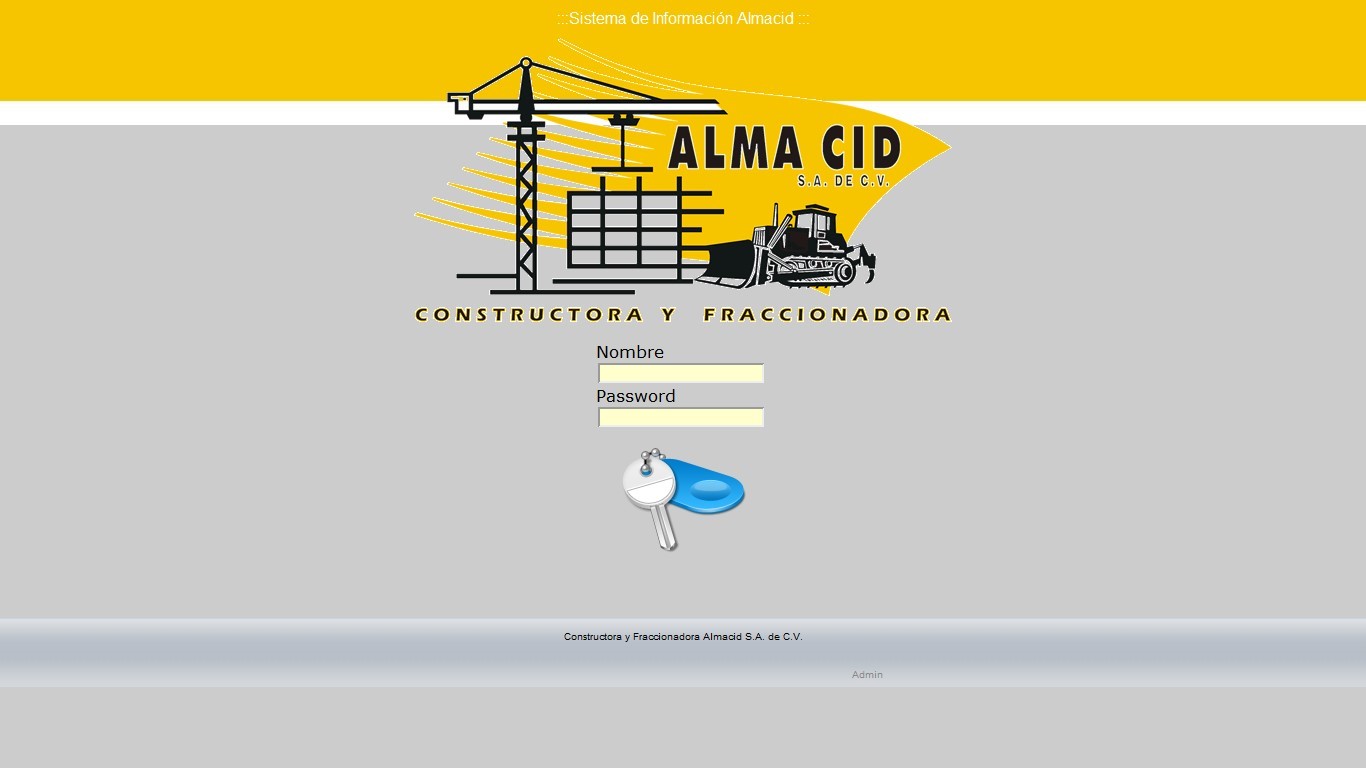 :::Sistema de Información Almacid :::
ALMA CID
S.A. DE C.V.
CONSTRUCTORA Y FRACCIONADORA
Nombre
Password
Constructora y Fraccionadora Almacid S.A. de C.V.
Admin